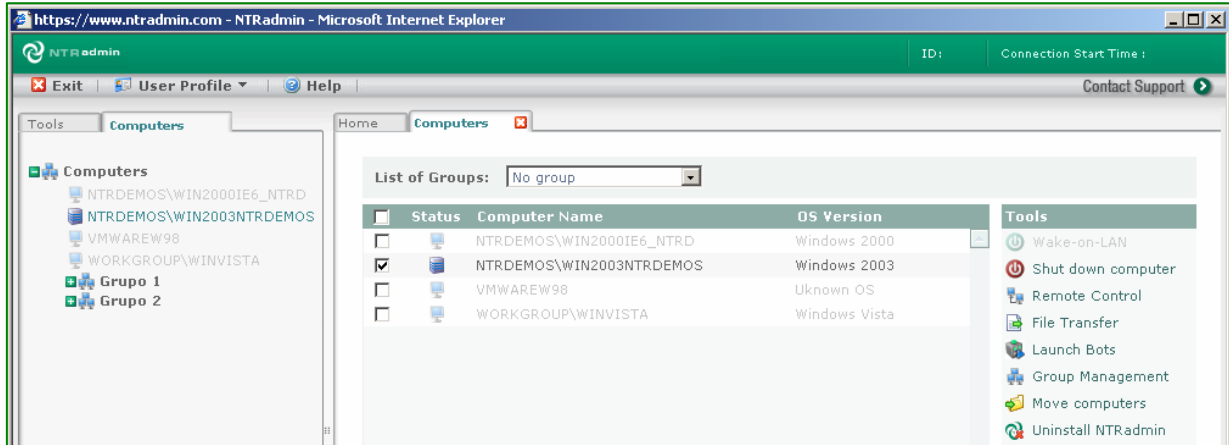 https://www.ntradmin.com - NTRadmin - Microsoft Internet Explorer
NTRadmin ID: Connection Start Time :
Exit | User Profile | Help | Contact Support
Tools Computers
Home Computers
Computers
NTRDEMOS\WIN2000IE6_NTRD
NTRDEMOS\WIN2003NTRDEMOS
VMWAREW98
WORKGROUP\WINVISTA
Grupo 1
Grupo 2
List of Groups: No group
Status Computer Name OS Version
NTRDEMOS\WIN2000IE6_NTRD Windows 2000
NTRDEMOS\WIN2003NTRDEMOS Windows 2003
VMWAREW98 Uknown OS
WORKGROUP\WINVISTA Windows Vista
Tools
Wake-on-LAN
Shut down computer
Remote Control
File Transfer
Launch Bots
Group Management
Move computers
Uninstall NTRadmin